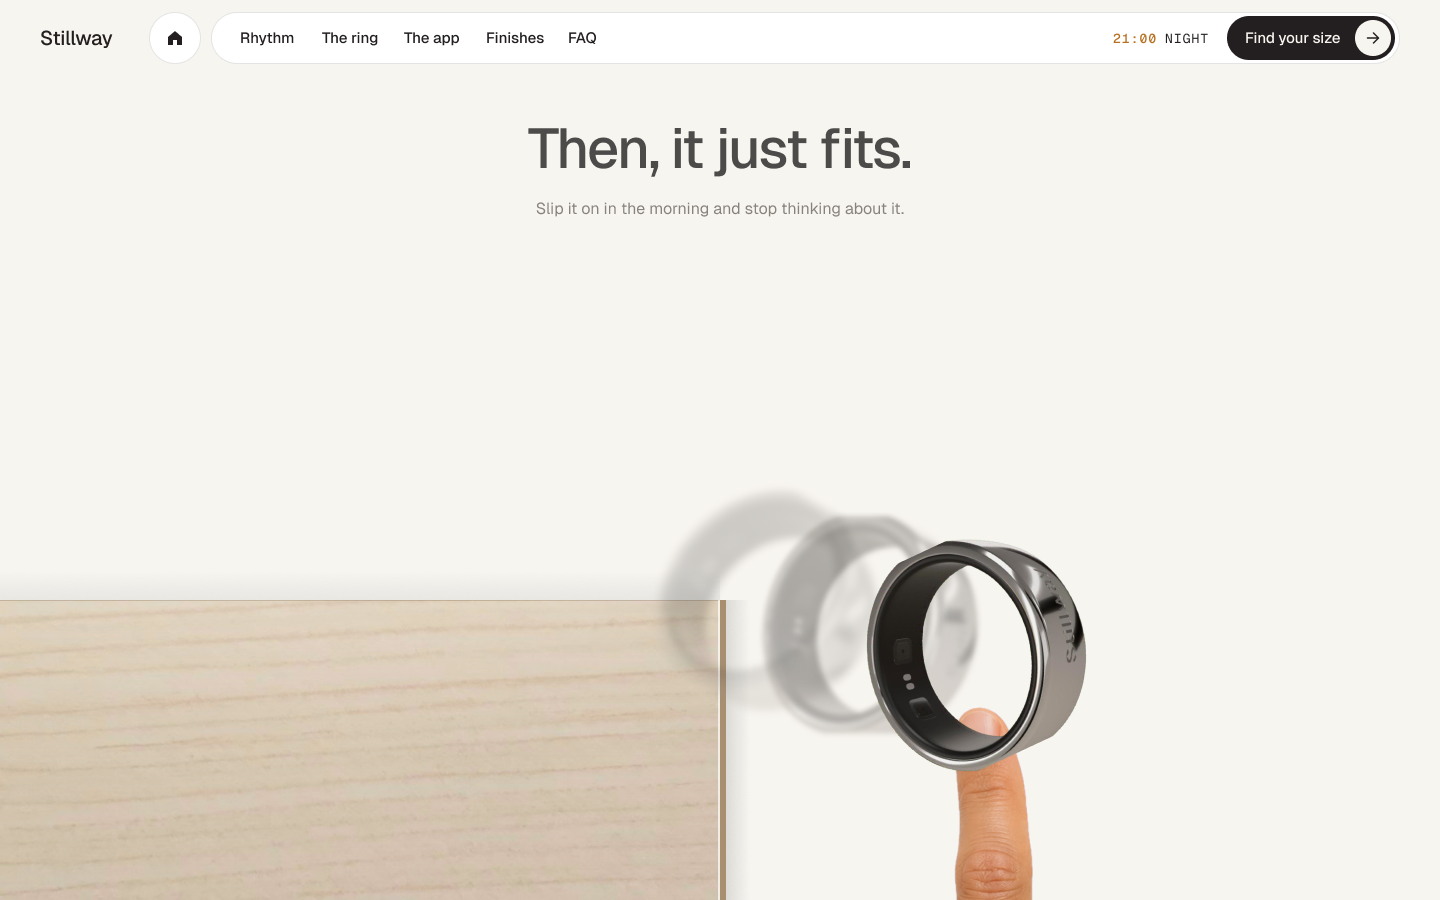 Stillway
Rhythm
The ring
The app
Finishes
FAQ
21:00 NIGHT
Find your size
Then, it just fits.
Slip it on in the morning and stop thinking about it.